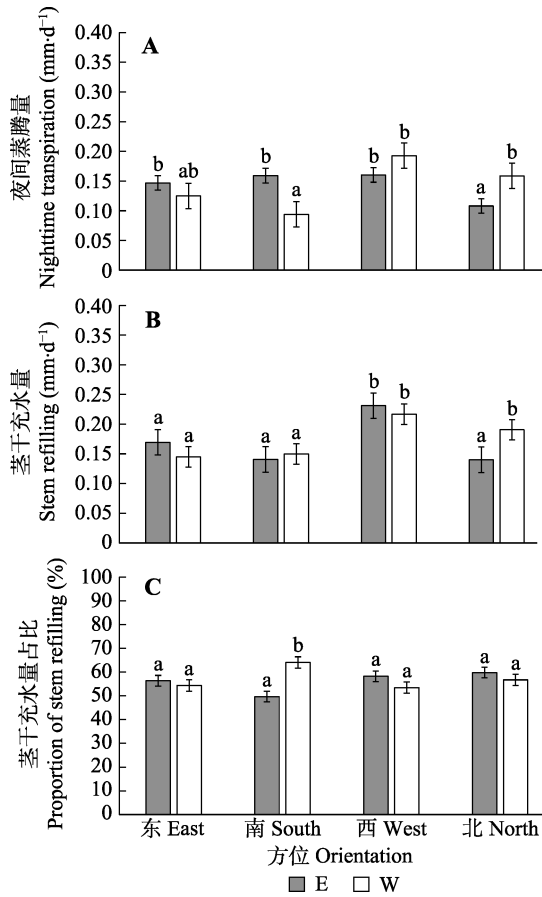 夜间蒸腾量
Nighttime transpiration (mm·d⁻¹)
0.40
0.35
0.30
0.25
0.20
0.15
0.10
0.05
0
A
b
ab
b
a
b
b
a
b
茎干充水量
Stem refilling (mm·d⁻¹)
0.40
0.35
0.30
0.25
0.20
0.15
0.10
0.05
0
B
a
a
a
a
b
b
a
b
茎干充水量占比
Proportion of stem refilling (%)
100
90
80
70
60
50
40
30
20
10
0
C
a
a
a
b
a
a
a
a
东 East
南 South
西 West
北 North
方位 Orientation
E
W